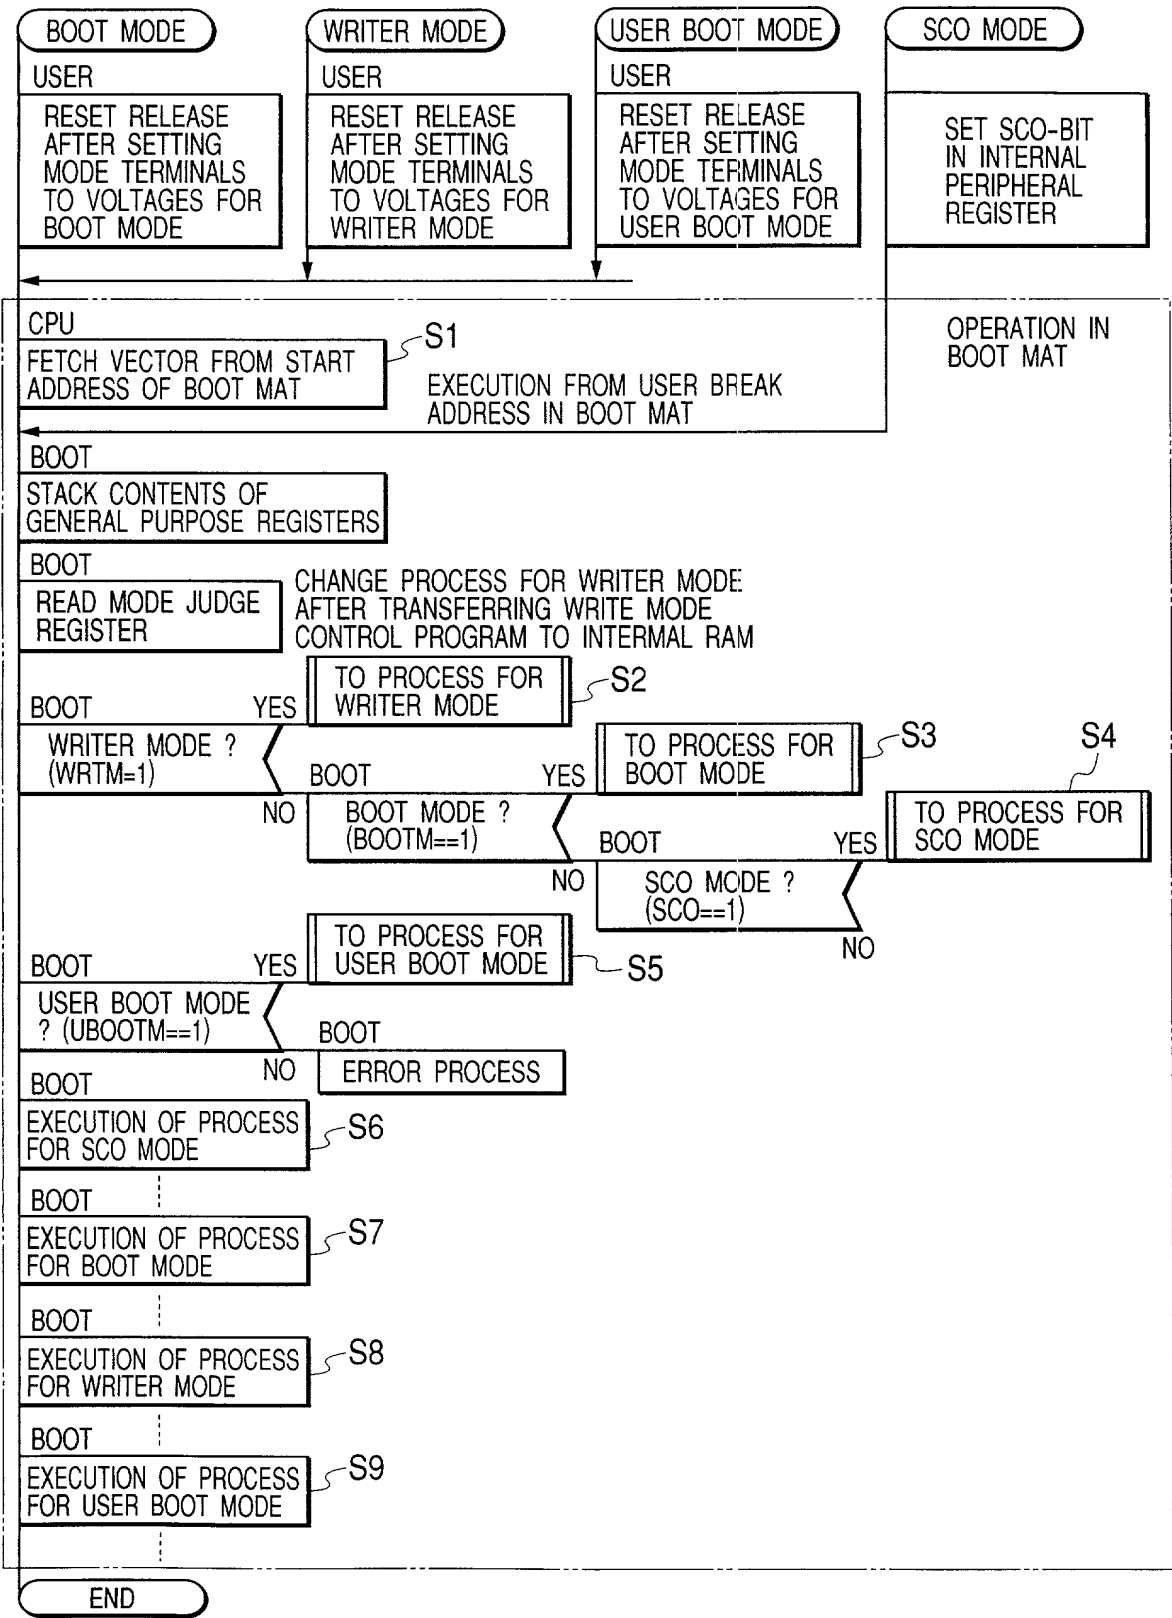 BOOT MODE
WRITER MODE
USER BOOT MODE
SCO MODE
USER
RESET RELEASE
AFTER SETTING
MODE TERMINALS
TO VOLTAGES FOR
BOOT MODE
USER
RESET RELEASE
AFTER SETTING
MODE TERMINALS
TO VOLTAGES FOR
WRITER MODE
USER
RESET RELEASE
AFTER SETTING
MODE TERMINALS
TO VOLTAGES FOR
USER BOOT MODE
SET SCO-BIT
IN INTERNAL
PERIPHERAL
REGISTER
CPU
FETCH VECTOR FROM START
ADDRESS OF BOOT MAT
S1
EXECUTION FROM USER BREAK
ADDRESS IN BOOT MAT
OPERATION IN
BOOT MAT
BOOT
STACK CONTENTS OF
GENERAL PURPOSE REGISTERS
BOOT
READ MODE JUDGE
REGISTER
CHANGE PROCESS FOR WRITER MODE
AFTER TRANSFERRING WRITE MODE
CONTROL PROGRAM TO INTERMAL RAM
TO PROCESS FOR
WRITER MODE
S2
BOOT
YES
WRITER MODE ?
(WRTM=1)
NO
TO PROCESS FOR
BOOT MODE
S3
BOOT
YES
BOOT MODE ?
(BOOTM==1)
NO
S4
TO PROCESS FOR
SCO MODE
BOOT
YES
SCO MODE ?
(SCO==1)
NO
TO PROCESS FOR
USER BOOT MODE
S5
BOOT
YES
USER BOOT MODE
? (UBOOTM==1)
NO
BOOT
ERROR PROCESS
BOOT
EXECUTION OF PROCESS
FOR SCO MODE
S6
BOOT
EXECUTION OF PROCESS
FOR BOOT MODE
S7
BOOT
EXECUTION OF PROCESS
FOR WRITER MODE
S8
BOOT
EXECUTION OF PROCESS
FOR USER BOOT MODE
S9
END